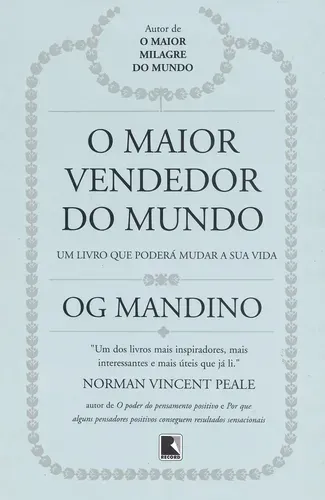 Autor de
O MAIOR
MILAGRE
DO MUNDO
O MAIOR
VENDEDOR
DO MUNDO
UM LIVRO QUE PODERÁ MUDAR A SUA VIDA
OG MANDINO
"Um dos livros mais inspiradores, mais
interessantes e mais úteis que já li."
NORMAN VINCENT PEALE
autor de O poder do pensamento positivo e Por que
alguns pensadores positivos conseguem resultados sensacionais
R
RECORD